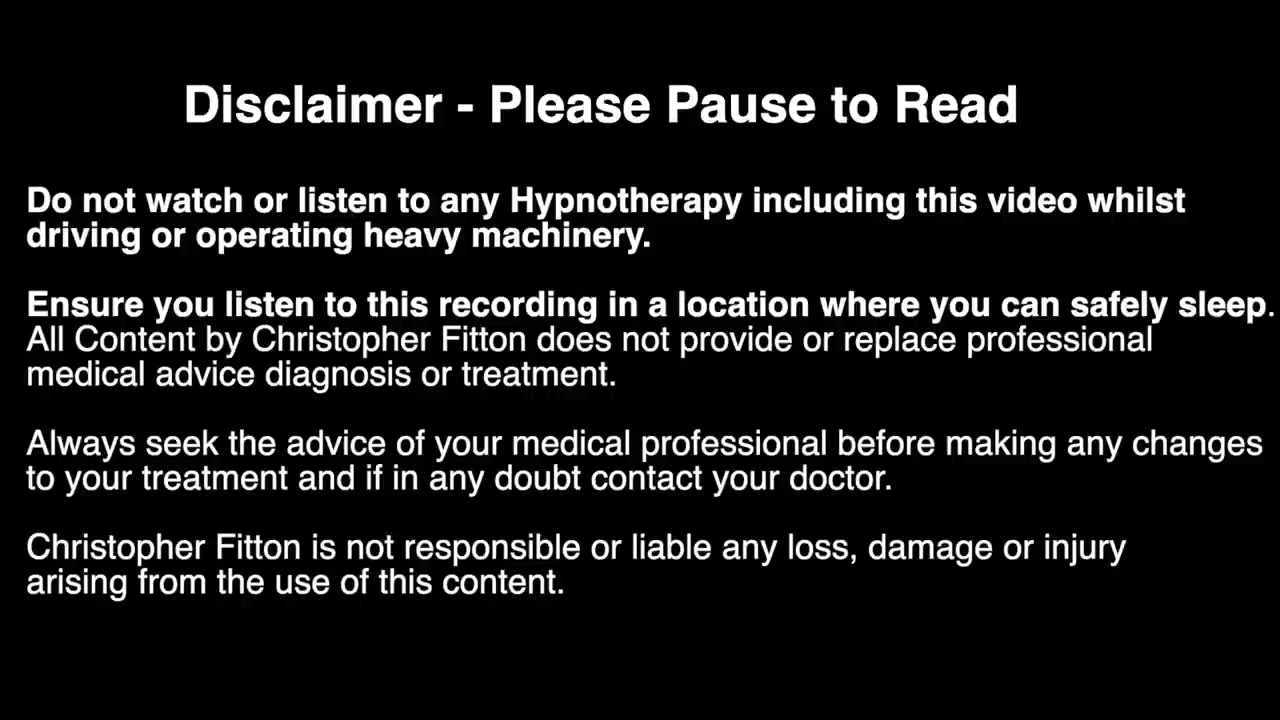 Disclaimer - Please Pause to Read
Do not watch or listen to any Hypnotherapy including this video whilst
driving or operating heavy machinery.
Ensure you listen to this recording in a location where you can safely sleep.
All Content by Christopher Fitton does not provide or replace professional
medical advice diagnosis or treatment.
Always seek the advice of your medical professional before making any changes
to your treatment and if in any doubt contact your doctor.
Christopher Fitton is not responsible or liable any loss, damage or injury
arising from the use of this content.